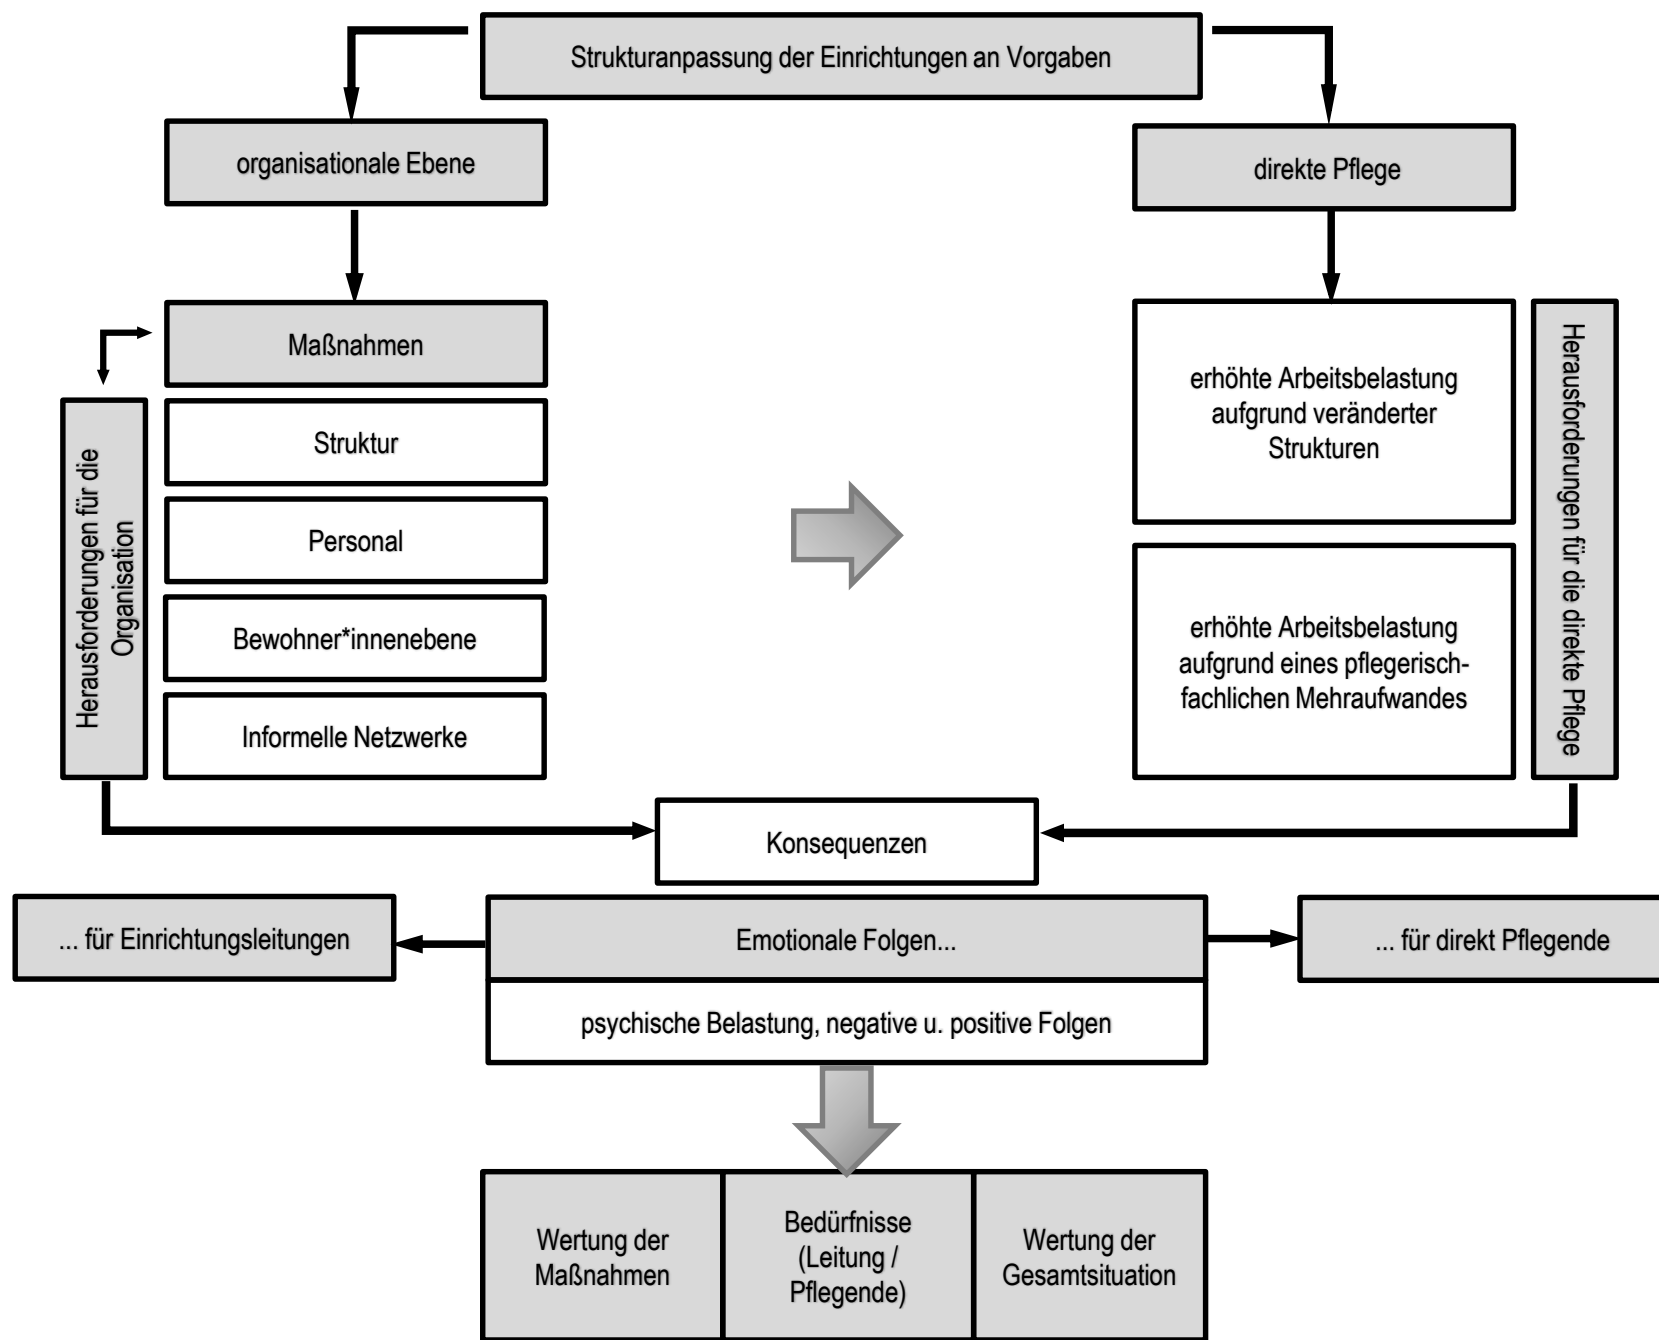 Strukturanpassung der Einrichtungen an Vorgaben
organisationale Ebene
direkte Pflege
Maßnahmen
Struktur
Personal
Bewohner*innenebene
Informelle Netzwerke
Herausforderungen für die
Organisation
erhöhte Arbeitsbelastung
aufgrund veränderter
Strukturen
erhöhte Arbeitsbelastung
aufgrund eines pflegerisch-
fachlichen Mehraufwandes
Herausforderungen für die direkte Pflege
Konsequenzen
... für Einrichtungsleitungen
Emotionale Folgen...
... für direkt Pflegende
psychische Belastung, negative u. positive Folgen
Wertung der
Maßnahmen
Bedürfnisse
(Leitung /
Pflegende)
Wertung der
Gesamtsituation